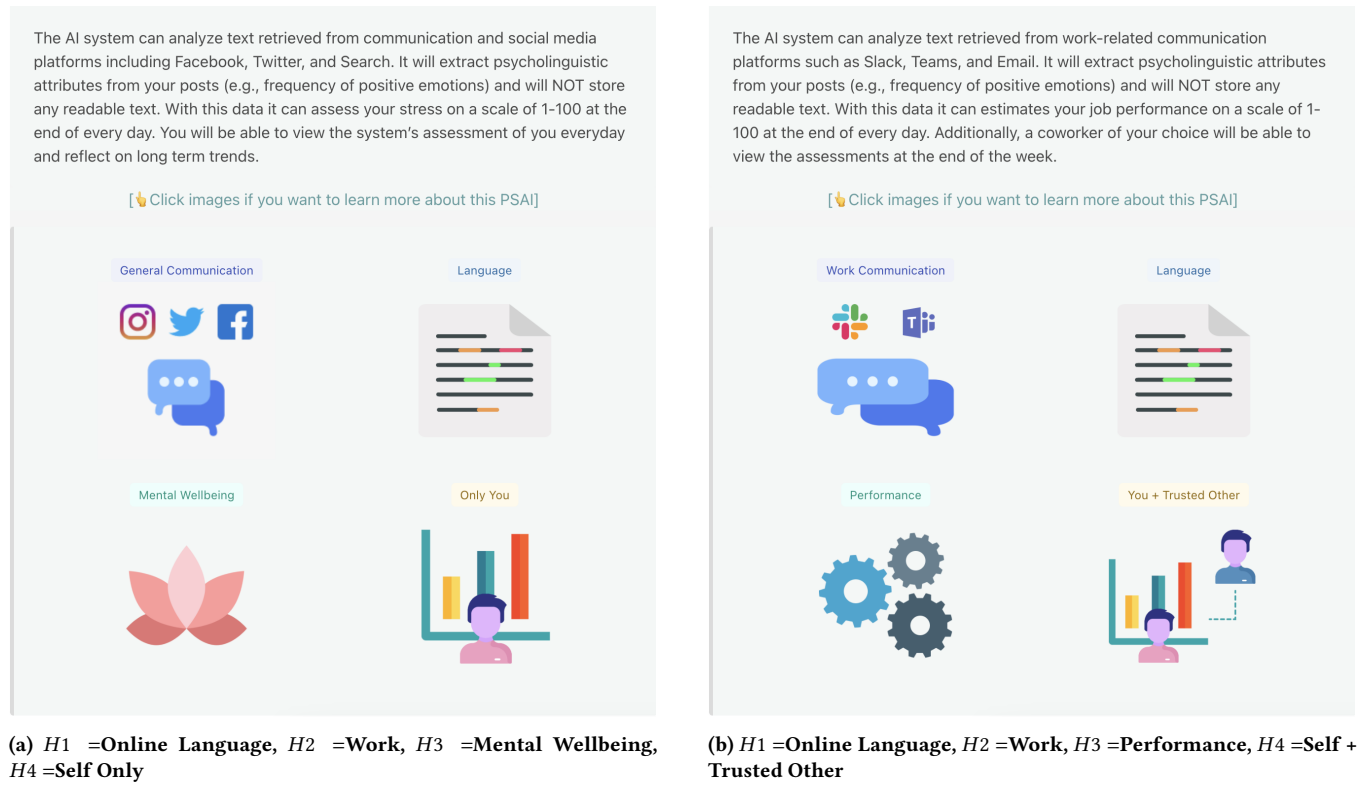 The AI system can analyze text retrieved from communication and social media
platforms including Facebook, Twitter, and Search. It will extract psycholinguistic
attributes from your posts (e.g., frequency of positive emotions) and will NOT store
any readable text. With this data it can assess your stress on a scale of 1-100 at the
end of every day. You will be able to view the system's assessment of you everyday
and reflect on long term trends.
[👆Click images if you want to learn more about this PSAI]
General Communication
Language
Mental Wellbeing
Only You
(a) H1 =Online Language, H2 =Work, H3 =Mental Wellbeing,
H4 =Self Only
The AI system can analyze text retrieved from work-related communication
platforms such as Slack, Teams, and Email. It will extract psycholinguistic attributes
from your posts (e.g., frequency of positive emotions) and will NOT store any
readable text. With this data it can estimates your job performance on a scale of 1-
100 at the end of every day. Additionally, a coworker of your choice will be able to
view the assessments at the end of the week.
[👆Click images if you want to learn more about this PSAI]
Work Communication
Language
T
Performance
You + Trusted Other
(b) H1 =Online Language, H2 =Work, H3 =Performance, H4 =Self +
Trusted Other